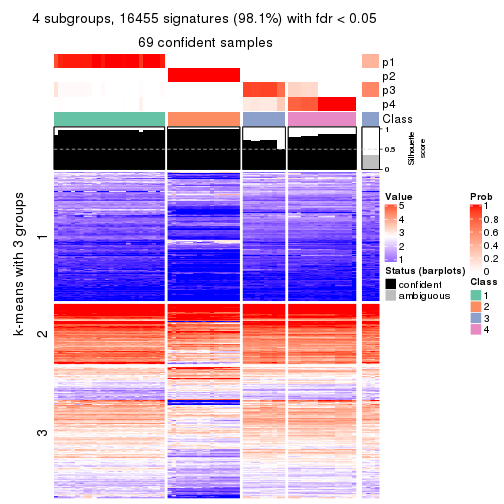 4 subgroups, 16455 signatures (98.1%) with fdr < 0.05
69 confident samples
p1
p2
p3
p4
Class
1
0.5
0
Silhouette
score
k-means with 3 groups
1
2
3
Value
5
4
3
2
1
Status (barplots)
confident
ambiguous
Prob
1
0.8
0.6
0.4
0.2
0
Class
1
2
3
4